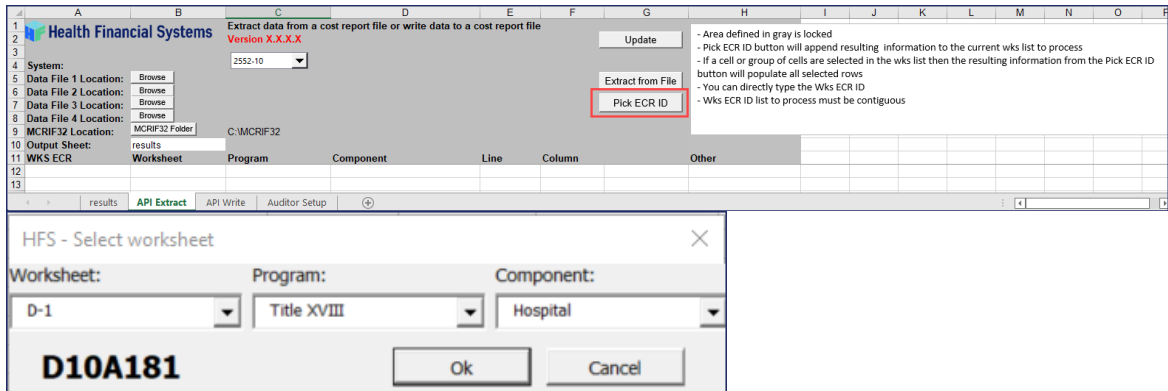 A B C D E F G H I J K L M N O P
1 Extract data from a cost report file or write data to a cost report file
2 Health Financial Systems Version X.X.X.X Update
3
4 System: 2552-10
5 Data File 1 Location: Browse Extract from File
6 Data File 2 Location: Browse
7 Data File 3 Location: Browse Pick ECR ID
8 Data File 4 Location: Browse
9 MCRIF32 Location: MCRIF32 Folder C:\MCRIF32
10 Output Sheet: results
- Area defined in gray is locked
- Pick ECR ID button will append resulting information to the current wks list to process
- If a cell or group of cells are selected in the wks list then the resulting information from the Pick ECR ID
button will populate all selected rows
- You can directly type the Wks ECR ID
- Wks ECR ID list to process must be contiguous
11 WKS ECR Worksheet Program Component Line Column Other
12
13
results API Extract API Write Auditor Setup
HFS - Select worksheet
Worksheet: Program: Component:
D-1 Title XVIII Hospital
D10A181 Ok Cancel